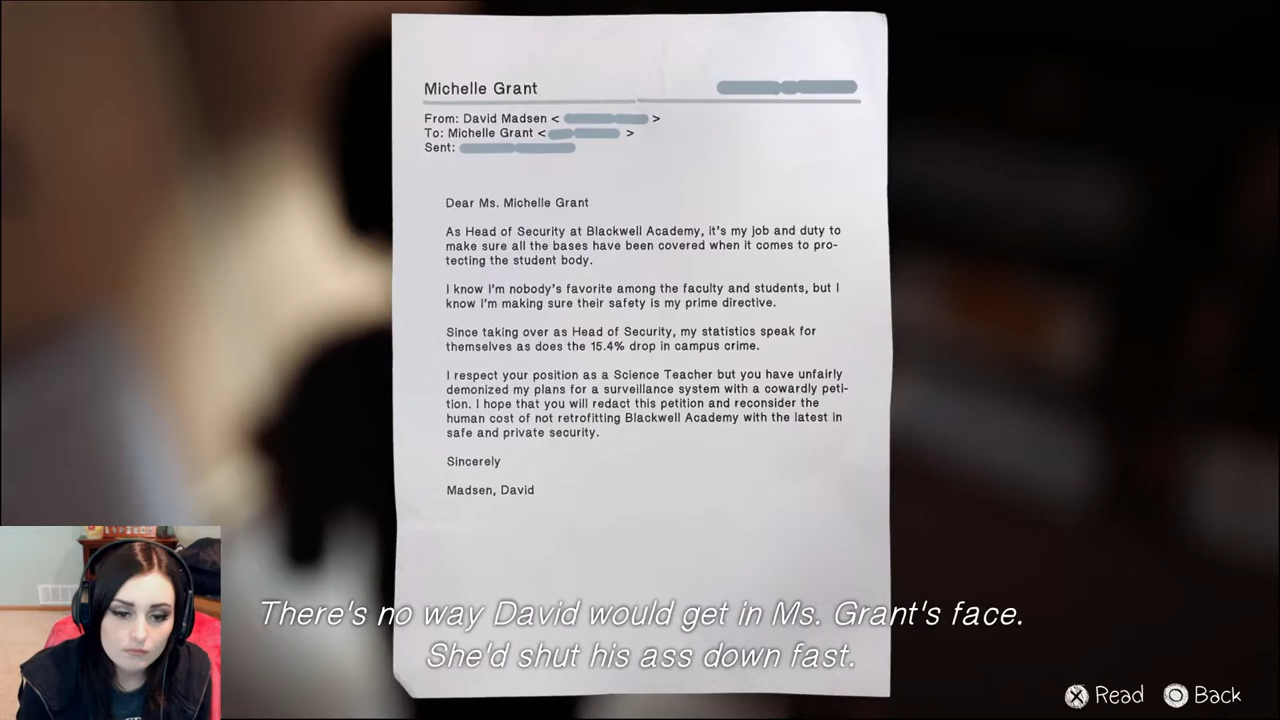 Michelle Grant
From: David Madsen < >
To: Michelle Grant < >
Sent:
Dear Ms. Michelle Grant
As Head of Security at Blackwell Academy, it's my job and duty to
make sure all the bases have been covered when it comes to pro-
tecting the student body.
I know I'm nobody's favorite among the faculty and students, but I
know I'm making sure their safety is my prime directive.
Since taking over as Head of Security, my statistics speak for
themselves as does the 15.4% drop in campus crime.
I respect your position as a Science Teacher but you have unfairly
demonized my plans for a surveillance system with a cowardly peti-
tion. I hope that you will redact this petition and reconsider the
human cost of not retrofitting Blackwell Academy with the latest in
safe and private security.
Sincerely
Madsen, David
There's no way David would get in Ms. Grant's face.
She'd shut his ass down fast.
Read Back